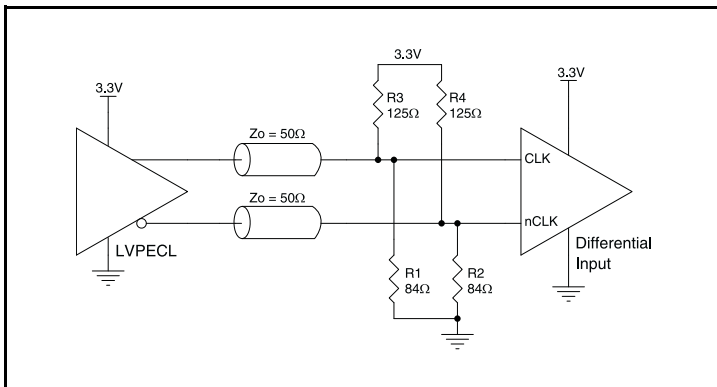 3.3V
3.3V
3.3V
R3
125Ω
R4
125Ω
Zo = 50Ω
CLK
Zo = 50Ω
nCLK
LVPECL
Differential
Input
R1
84Ω
R2
84Ω